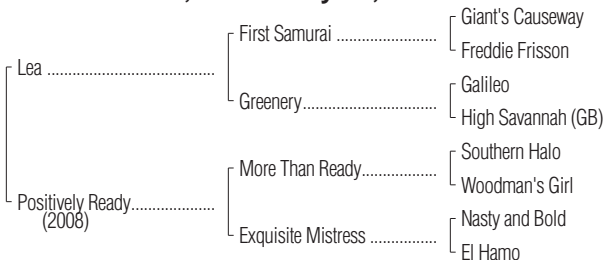 Giant's Causeway
First Samurai ....................
Freddie Frisson
Lea .....................................
Galileo
Greenery...........................
High Savannah (GB)
Southern Halo
More Than Ready...............
Woodman's Girl
Positively Ready..................
(2008)
Nasty and Bold
Exquisite Mistress .............
El Hamo